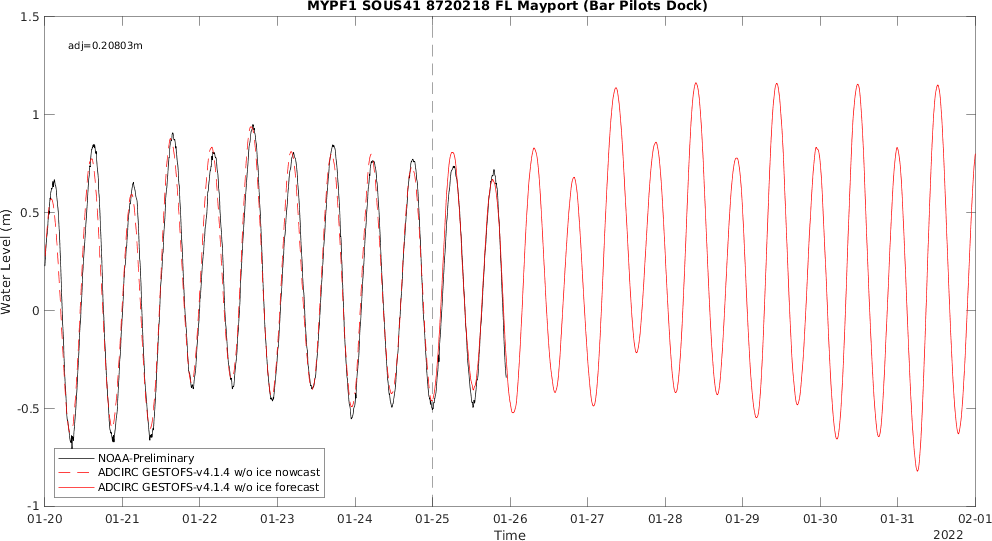 MYPF1 SOUS41 8720218 FL Mayport (Bar Pilots Dock)
adj=0.20803m
Water Level (m)
1.5
1
0.5
0
-0.5
-1
NOAA-Preliminary
ADCIRC GESTOFS-v4.1.4 w/o ice nowcast
ADCIRC GESTOFS-v4.1.4 w/o ice forecast
01-20 01-21 01-22 01-23 01-24 01-25 01-26 01-27 01-28 01-29 01-30 01-31 02-01
Time
2022